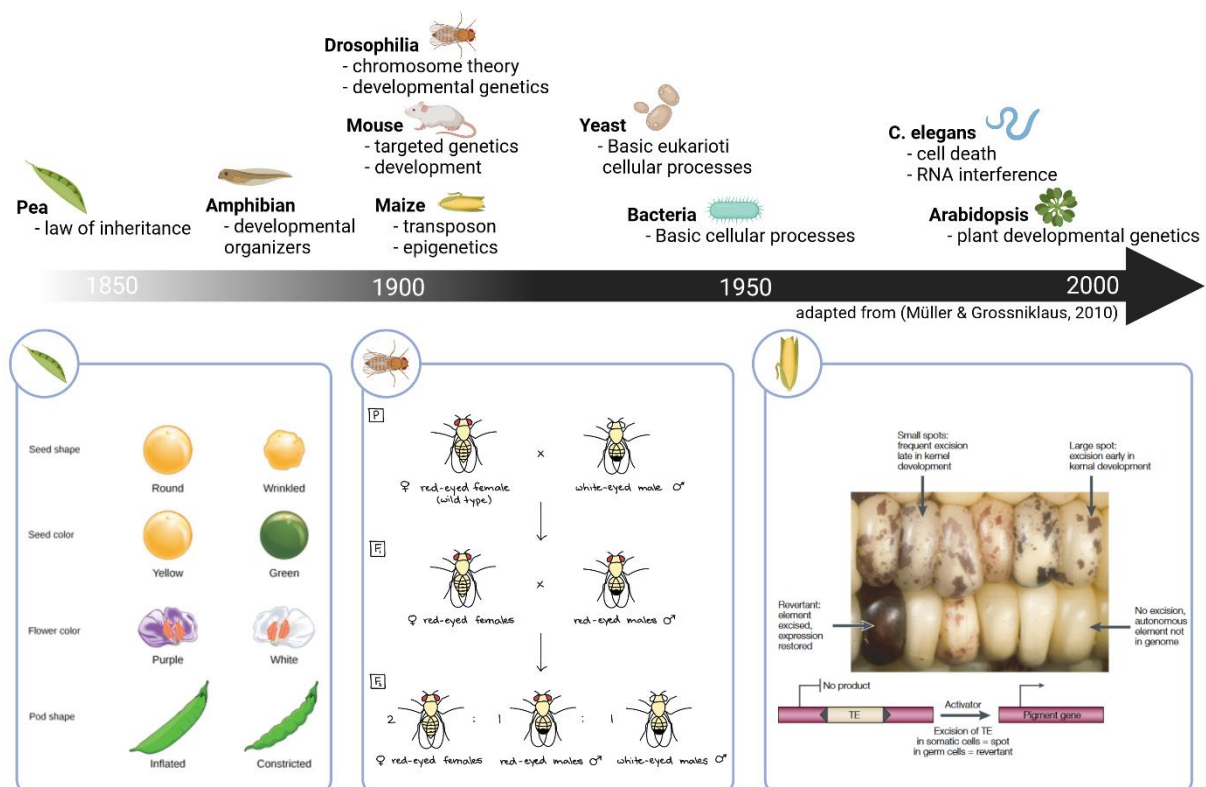 Drosophilia
- chromosome theory
- developmental genetics
Mouse
- targeted genetics
- development
Yeast
- Basic eukarioti
cellular processes
C. elegans
- cell death
- RNA interference
Pea
- law of inheritance
Amphibian
- developmental
organizers
Maize
- transposon
- epigenetics
Bacteria
- Basic cellular processes
Arabidopsis
- plant developmental genetics
1850
1900
1950
2000
adapted from (Müller & Grossniklaus, 2010)
Seed shape
Round
Wrinkled
Seed color
Yellow
Green
Flower color
Purple
White
Pod shape
Inflated
Constricted
P
x
♀ red-eyed female
(wild type)
white-eyed male ♂
F₁
x
♀ red-eyed females
red-eyed males ♂
F₂
2 : 1 : 1
♀ red-eyed females
red-eyed males ♂
white-eyed males ♂
Small spots:
frequent excision
late in kernel
development
Large spot:
excision early in
kernal development
Revertant:
element
excised,
expression
restored
No excision,
autonomous
element not
in genome
No product
TE
Activator
Pigment gene
Excision of TE
in somatic cells = spot
in germ cells = revertant